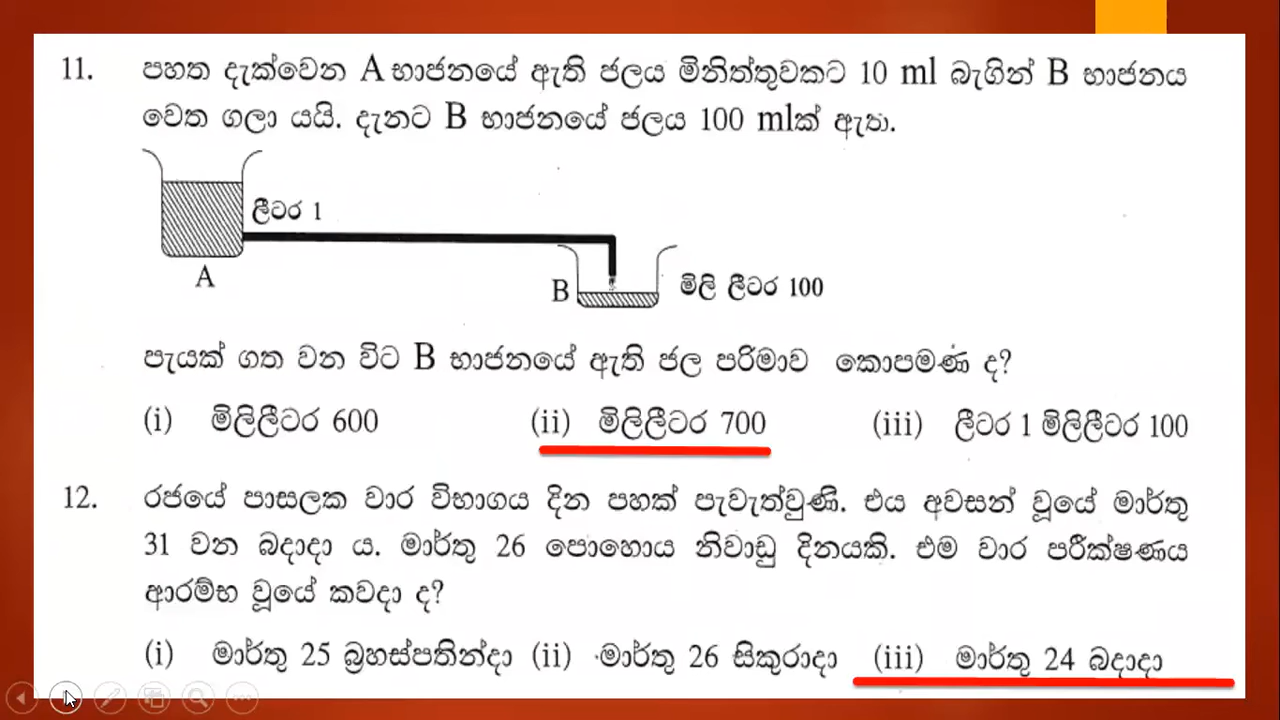 11. පහත දැක්වෙන A භාජනයේ ඇති ජලය මිනිත්තුවකට 10 ml බැගින් B භාජනය
වෙත ගලා යයි. දැනට B භාජනයේ ජලය 100 mlක් ඇත.
ලීටර 1
A
B
මිලි ලීටර 100
පැයක් ගත වන විට B භාජනයේ ඇති ජල පරිමාව කොපමණ ද?
(i) මිලිලීටර 600 (ii) මිලිලීටර 700 (iii) ලීටර 1 මිලිලීටර 100
12. රජයේ පාසලක වාර විභාගය දින පහක් පැවැත්වුණි. එය අවසන් වූයේ මාර්තු
31 වන බදාදා ය. මාර්තු 26 පොහොය නිවාඩු දිනයකි. එම වාර පරීක්ෂණය
ආරම්භ වූයේ කවදා ද?
(i) මාර්තු 25 බ්‍රහස්පතින්දා (ii) මාර්තු 26 සිකුරාදා (iii) මාර්තු 24 බදාදා